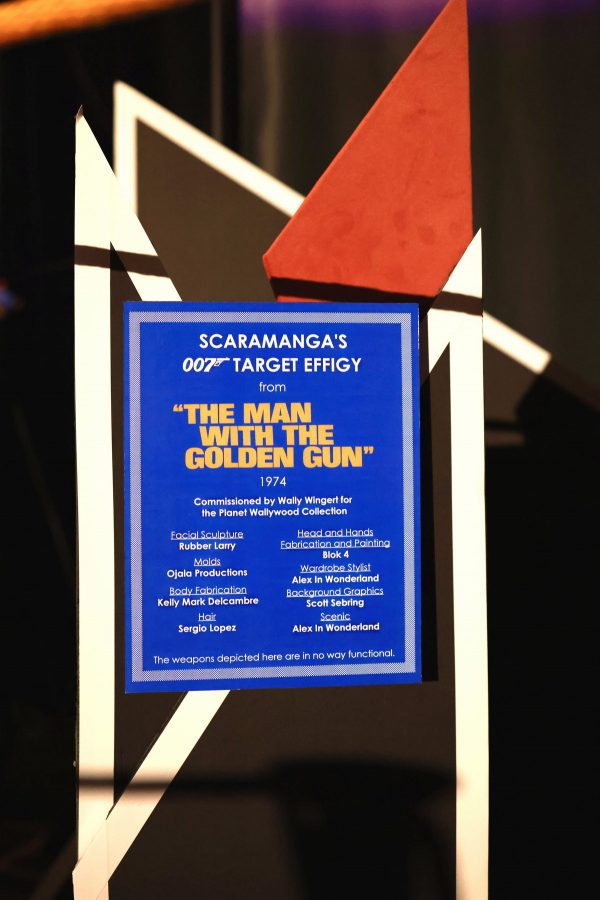 SCARAMANGA'S
007 TARGET EFFIGY
from
“THE MAN
WITH THE
GOLDEN GUN”
1974
Commissioned by Wally Wingert for
the Planet Wallywood Collection
Facial Sculpture
Rubber Larry
Molds
Ojala Productions
Body Fabrication
Kelly Mark Delcambre
Hair
Sergio Lopez
Head and Hands
Fabrication and Painting
Blok 4
Wardrobe Stylist
Alex In Wonderland
Background Graphics
Scott Sebring
Scenic
Alex In Wonderland
The weapons depicted here are in no way functional.